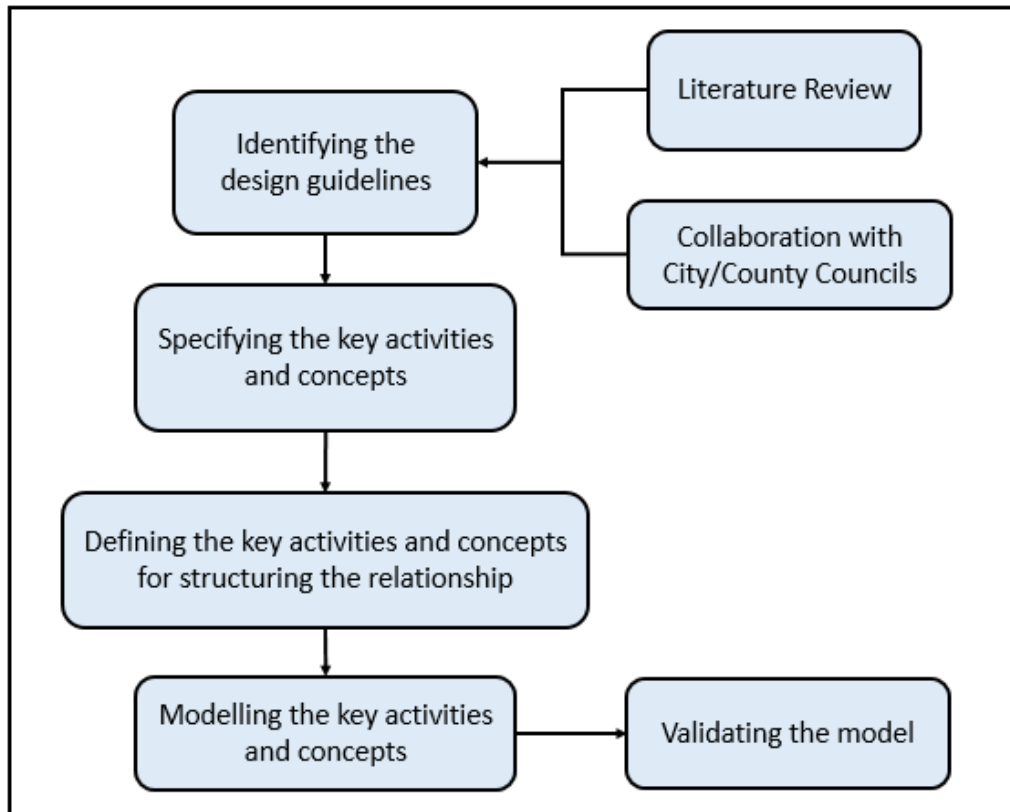 Literature Review
Identifying the
design guidelines
Collaboration with
City/County Councils
Specifying the key activities
and concepts
Defining the key activities and concepts
for structuring the relationship
Modelling the key activities
and concepts
Validating the model